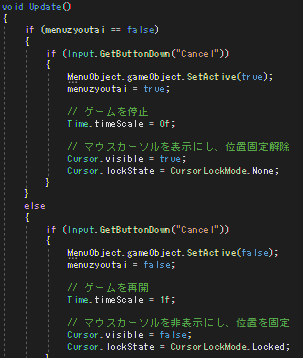 void Update()
{
if (menuzyoutai == false)
{
if (Input.GetButtonDown("Cancel"))
{
MenuObject.gameObject.SetActive(true);
menuzyoutai = true;
// ゲームを停止
Time.timeScale = 0f;
// マウスカーソルを表示にし、位置固定解除
Cursor.visible = true;
Cursor.lockState = CursorLockMode.None;
}
}
else
{
if (Input.GetButtonDown("Cancel"))
{
MenuObject.gameObject.SetActive(false);
menuzyoutai = false;
// ゲームを再開
Time.timeScale = 1f;
// マウスカーソルを非表示にし、位置を固定
Cursor.visible = false;
Cursor.lockState = CursorLockMode.Locked;